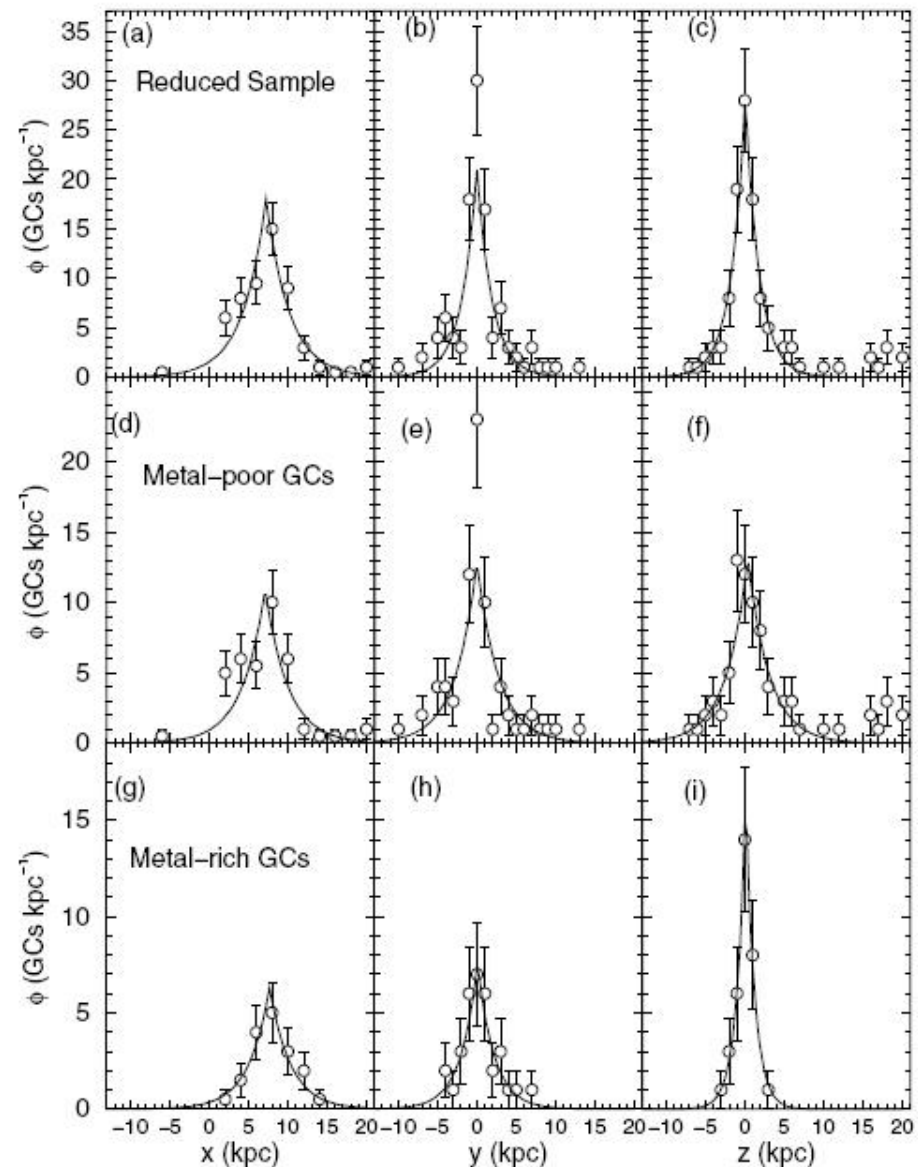 (a) (b) (c)
Reduced Sample
ϕ (GCs kpc⁻¹)
35
30
25
20
15
10
5
0
(d) (e) (f)
Metal−poor GCs
ϕ (GCs kpc⁻¹)
20
15
10
5
0
(g) (h) (i)
Metal−rich GCs
ϕ (GCs kpc⁻¹)
15
10
5
0
−10 −5 0 5 10 15 20 −10 −5 0 5 10 15 20 −10 −5 0 5 10 15 20
x (kpc) y (kpc) z (kpc)